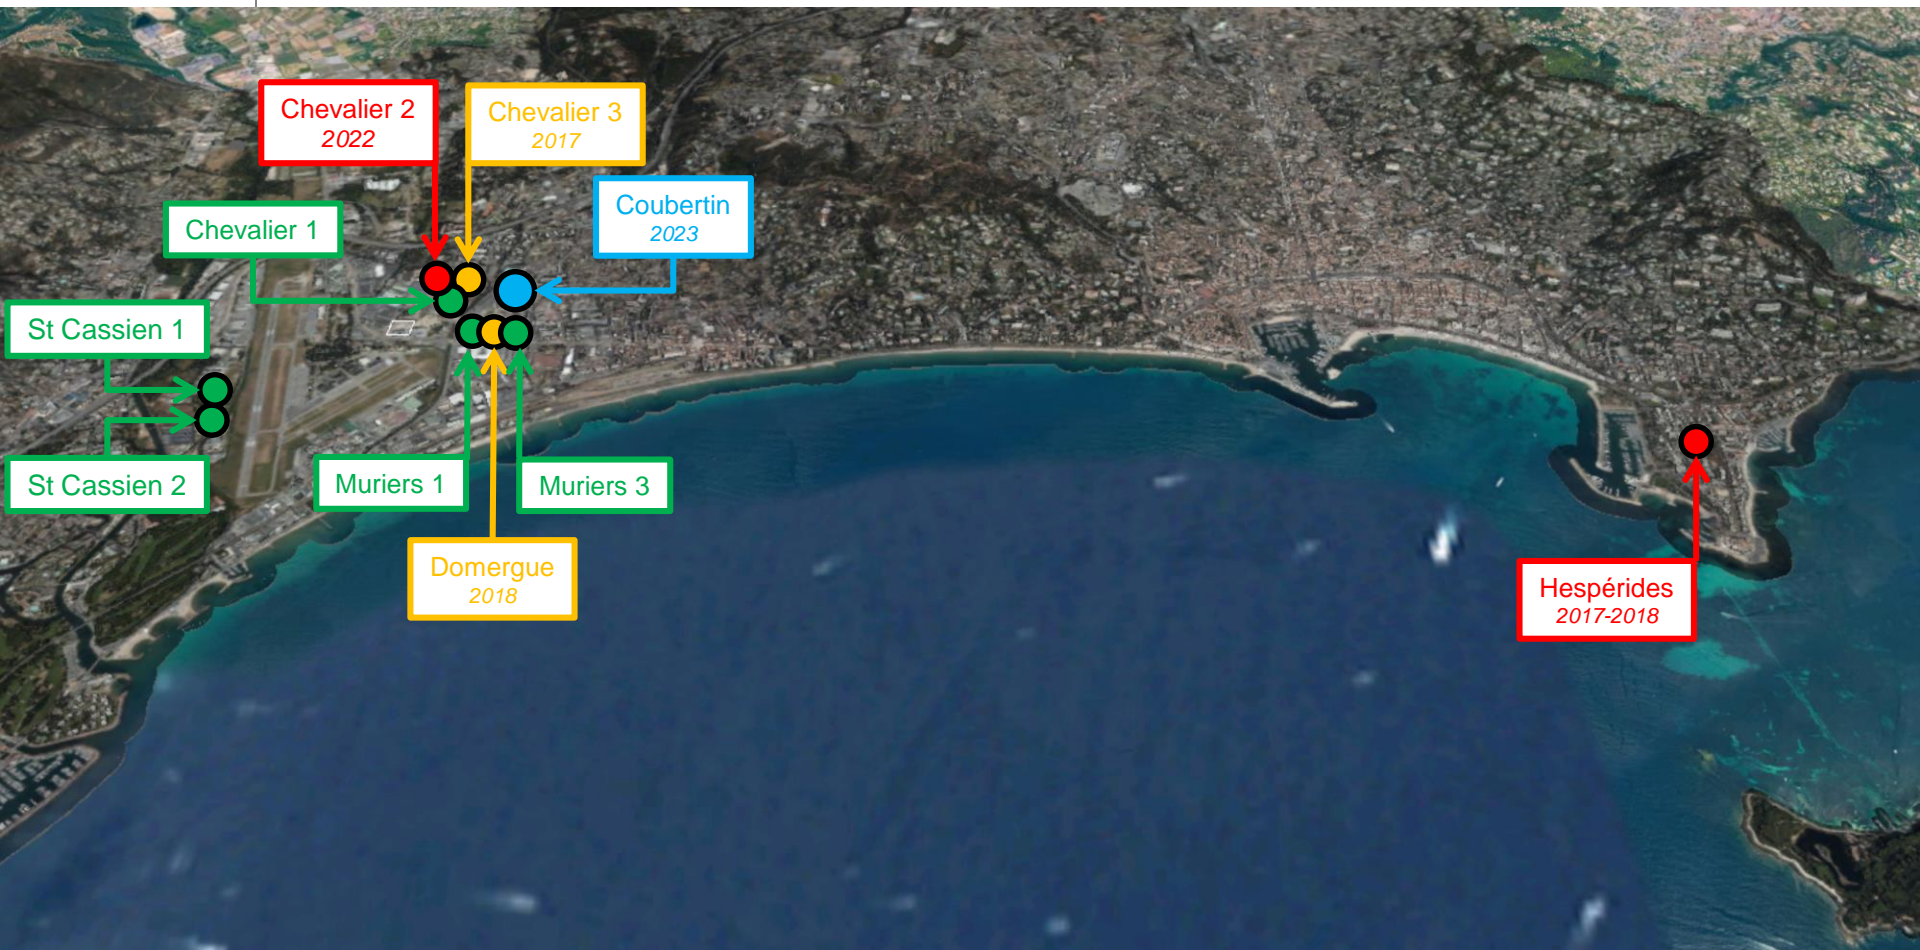 Chevalier 2
2022
Chevalier 3
2017
Coubertin
2023
Chevalier 1
St Cassien 1
St Cassien 2
Muriers 1
Muriers 3
Domergue
2018
Hespérides
2017-2018